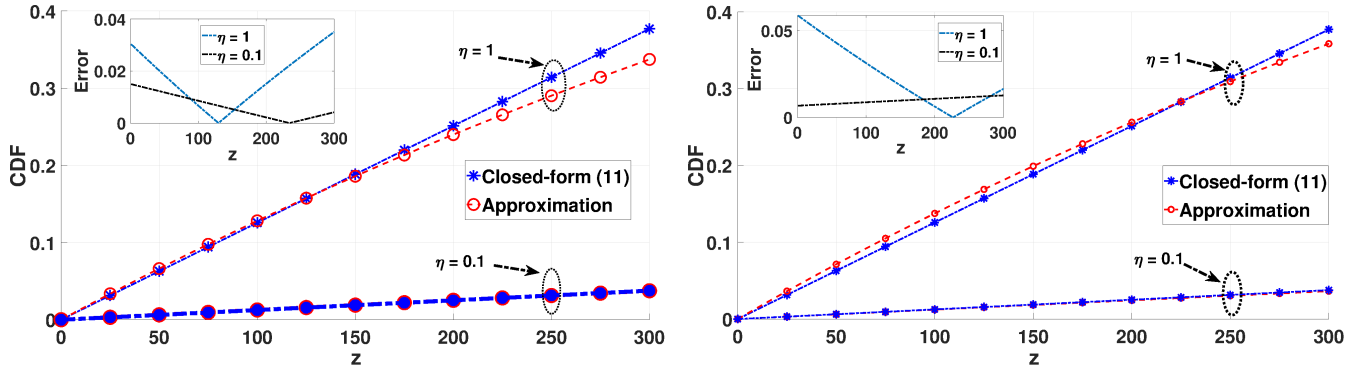 0.4
0.3
0.2
0.1
0
CDF
0 50 100 150 200 250 300
z
0.04
0.02
0
Error
0 100 200 300
z
η = 1
η = 0.1
η = 1
η = 0.1
Closed-form (11)
Approximation
0.4
0.3
0.2
0.1
0
CDF
0 50 100 150 200 250 300
z
0.05
0
Error
0 100 200 300
z
η = 1
η = 0.1
η = 1
η = 0.1
Closed-form (11)
Approximation